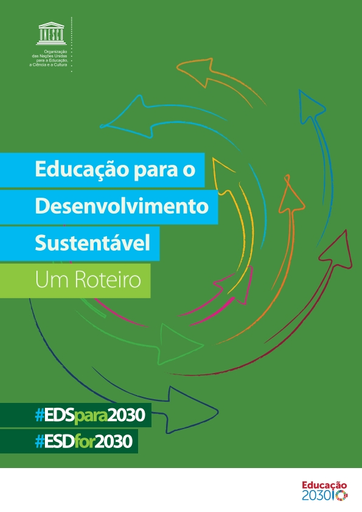 Organização
das Nações Unidas
para a Educação,
a Ciência e a Cultura
Educação para o
Desenvolvimento
Sustentável
Um Roteiro
#EDSpara2030
#ESDfor2030
Educação
2030